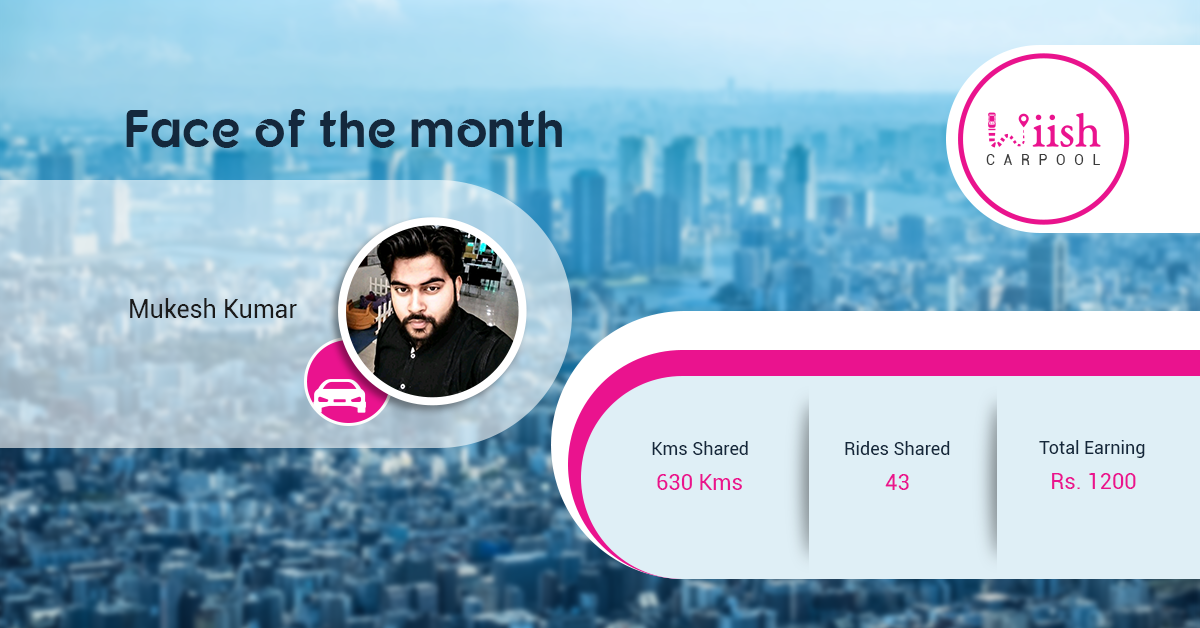 Face of the month
Wiish
CARPOOL
Mukesh Kumar
Kms Shared
630 Kms
Rides Shared
43
Total Earning
Rs. 1200